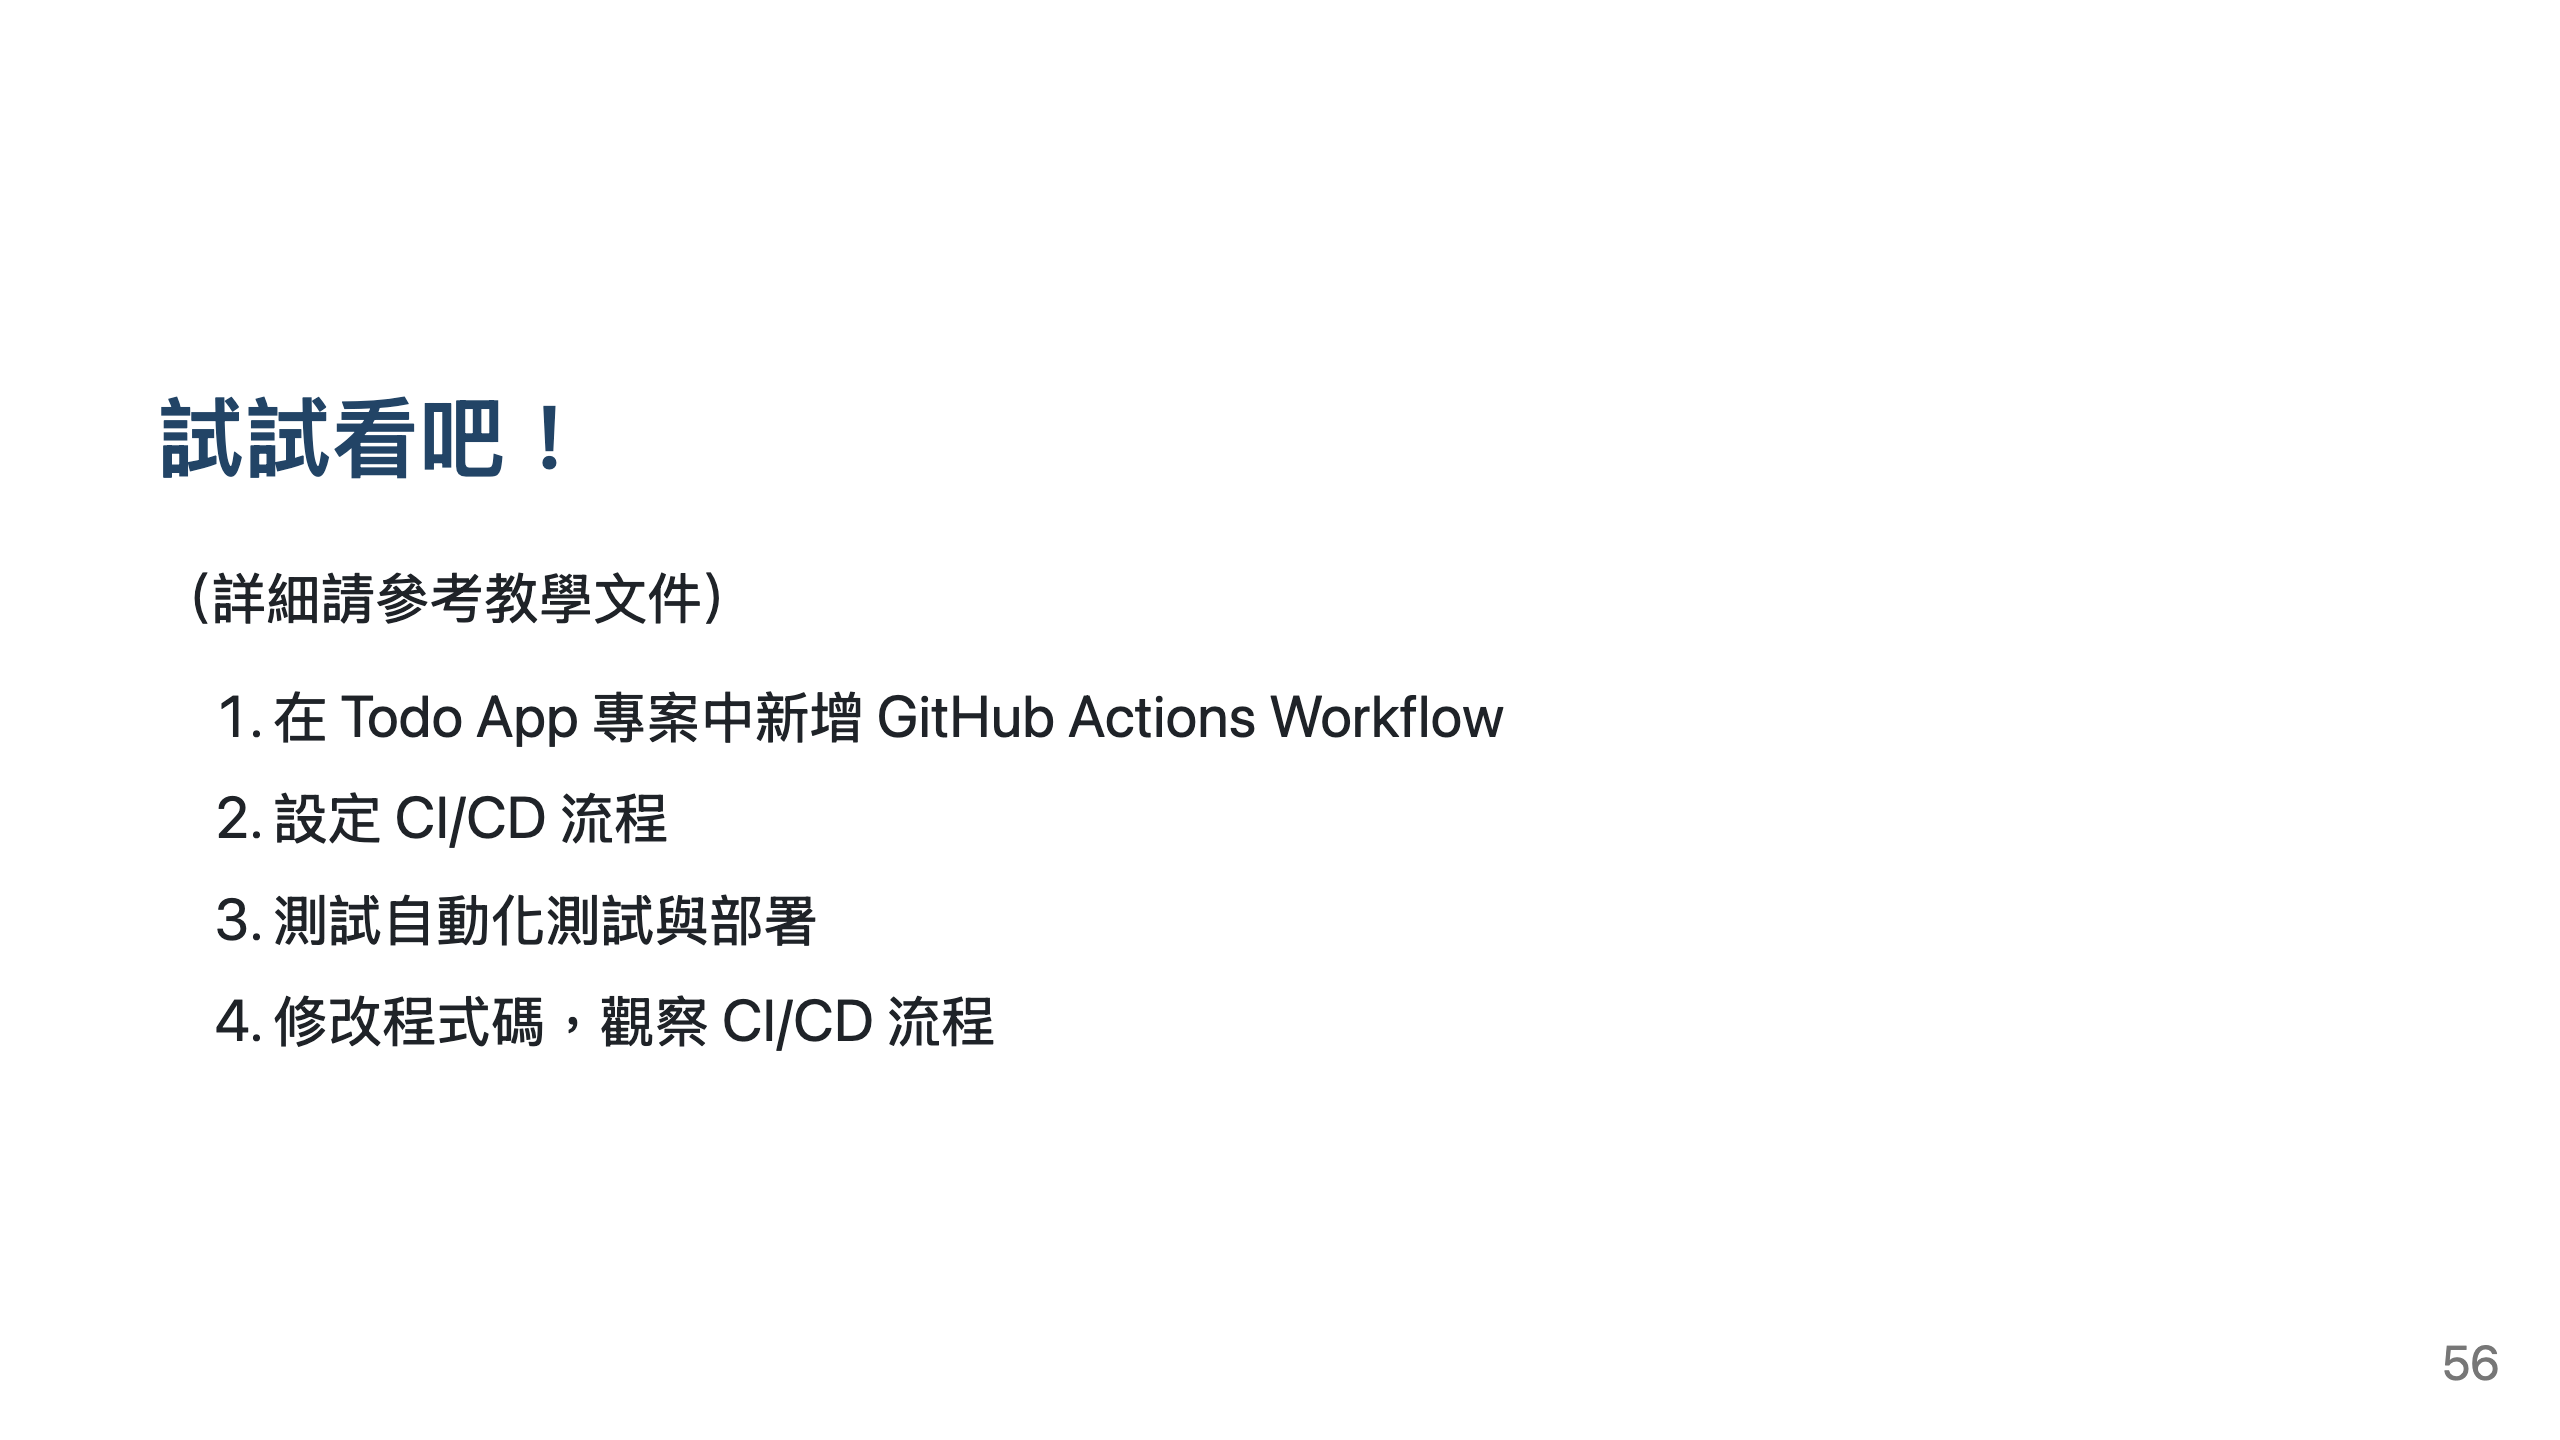 試試看吧！
（詳細請參考教學文件）
1. 在 Todo App 專案中新增 GitHub Actions Workflow
2. 設定 CI/CD 流程
3. 測試自動化測試與部署
4. 修改程式碼，觀察 CI/CD 流程
56